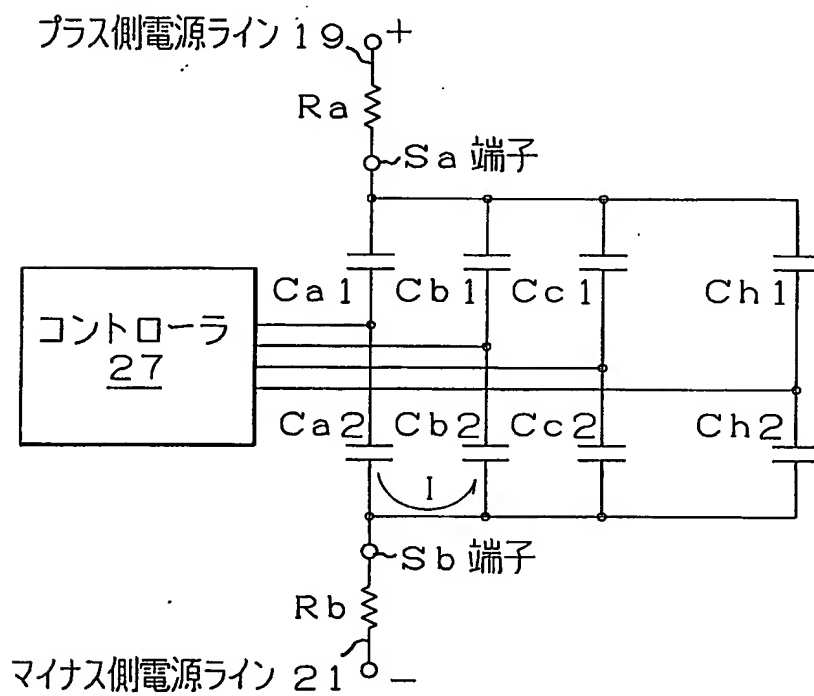 プラス側電源ライン 19 +
Ra
Sa 端子
Ca1 Cb1 Cc1 Ch1
コントローラ
27
Ca2 Cb2 Cc2 Ch2
I
Sb 端子
Rb
マイナス側電源ライン 21 −